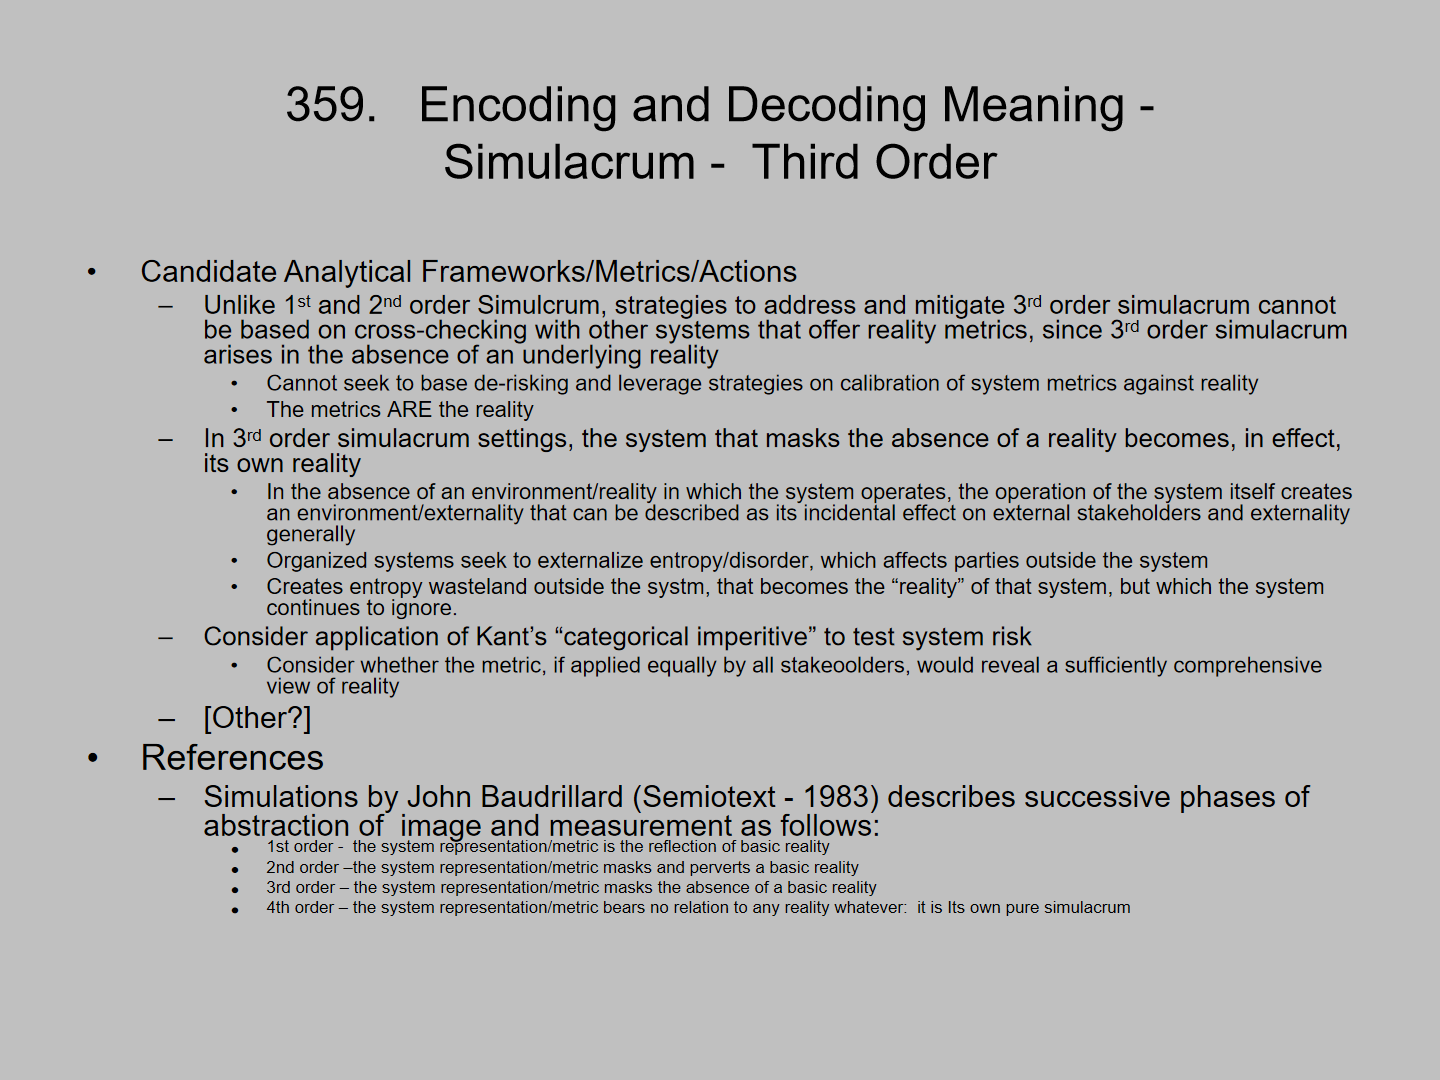 359.   Encoding and Decoding Meaning -
Simulacrum -  Third Order
• Candidate Analytical Frameworks/Metrics/Actions
– Unlike 1st and 2nd order Simulcrum, strategies to address and mitigate 3rd order simulacrum cannot
be based on cross-checking with other systems that offer reality metrics, since 3rd order simulacrum
arises in the absence of an underlying reality
• Cannot seek to base de-risking and leverage strategies on calibration of system metrics against reality
• The metrics ARE the reality
– In 3rd order simulacrum settings, the system that masks the absence of a reality becomes, in effect,
its own reality
• In the absence of an environment/reality in which the system operates, the operation of the system itself creates
an environment/externality that can be described as its incidental effect on external stakeholders and externality
generally
• Organized systems seek to externalize entropy/disorder, which affects parties outside the system
• Creates entropy wasteland outside the systm, that becomes the “reality” of that system, but which the system
continues to ignore.
– Consider application of Kant’s “categorical imperitive” to test system risk
• Consider whether the metric, if applied equally by all stakeoolders, would reveal a sufficiently comprehensive
view of reality
– [Other?]
• References
– Simulations by John Baudrillard (Semiotext - 1983) describes successive phases of
abstraction of  image and measurement as follows:
• 1st order -  the system representation/metric is the reflection of basic reality
• 2nd order –the system representation/metric masks and perverts a basic reality
• 3rd order – the system representation/metric masks the absence of a basic reality
• 4th order – the system representation/metric bears no relation to any reality whatever:  it is Its own pure simulacrum